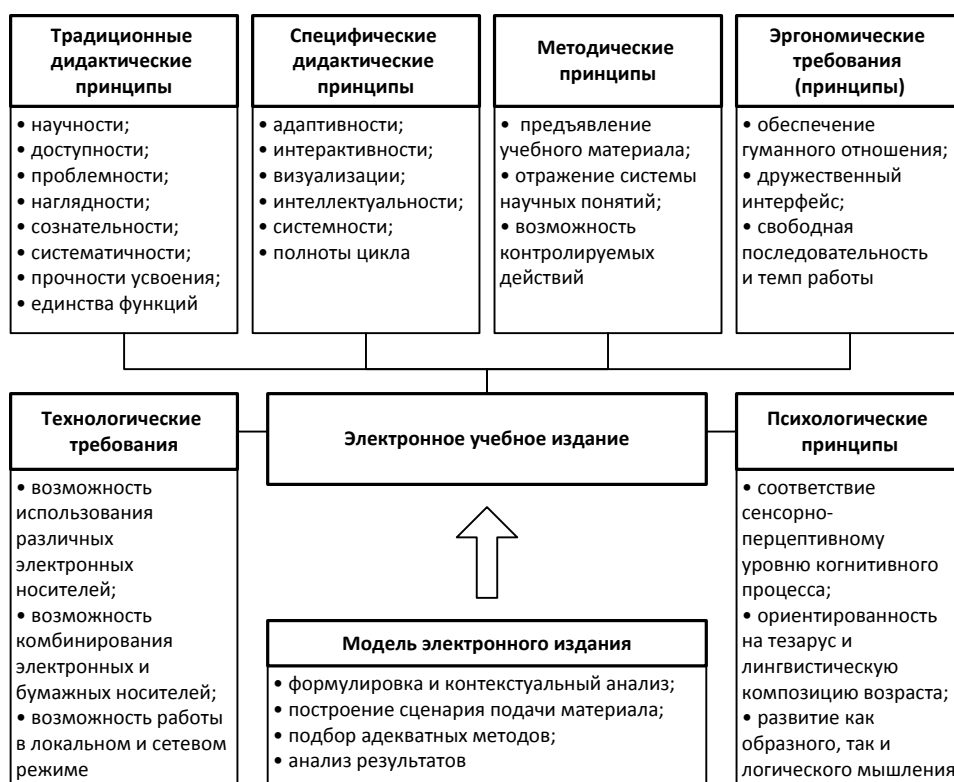 Традиционные
дидактические
принципы
• научности;
• доступности;
• проблемности;
• наглядности;
• сознательности;
• систематичности;
• прочности усвоения;
• единства функций
Специфические
дидактические
принципы
• адаптивности;
• интерактивности;
• визуализации;
• интеллектуальности;
• системности;
• полноты цикла
Методические
принципы
• предъявление
учебного материала;
• отражение системы
научных понятий;
• возможность
контролируемых
действий
Эргономические
требования
(принципы)
• обеспечение
гуманного отношения;
• дружественный
интерфейс;
• свободная
последовательность
и темп работы
Технологические
требования
• возможность
использования
различных
электронных
носителей;
• возможность
комбинирования
электронных и
бумажных носителей;
• возможность работы
в локальном и сетевом
режиме
Электронное учебное издание
Модель электронного издания
• формулировка и контекстуальный анализ;
• построение сценария подачи материала;
• подбор адекватных методов;
• анализ результатов
Психологические
принципы
• соответствие
сенсорно-
перцептивному
уровню когнитивного
процесса;
• ориентированность
на тезарус и
лингвистическую
композицию возраста;
• развитие как
образного, так и
логического мышления